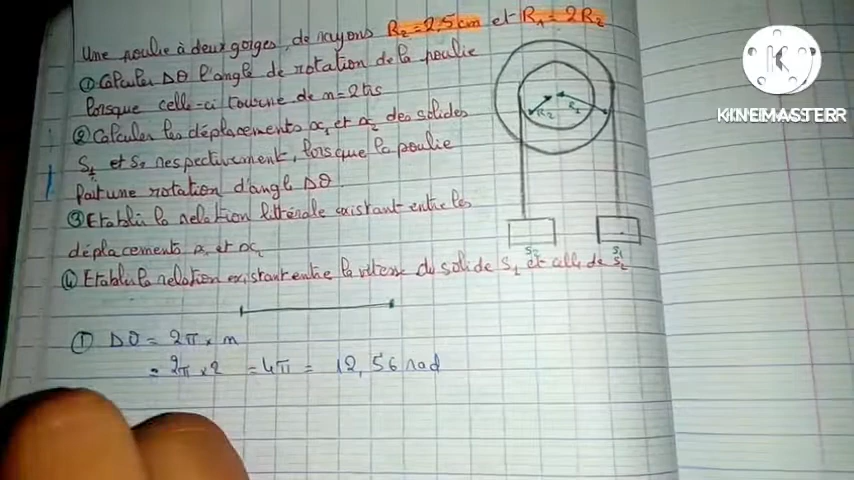 Une poulie à deux gorges, de rayons R₂ = 2,5 cm et R₁ = 2R₂
① Calculer Δθ l'angle de rotation de la poulie
lorsque celle-ci tourne de n = 2trs
② Calculer les déplacements x₁ et x₂ des solides
S₁ et S₂ respectivement, lorsque la poulie
fait une rotation d'angle Δθ
③ Etablir la relation littérale existant entre les
déplacements x₁ et x₂
④ Etablir la relation existant entre la vitesse du solide S₁ et celle de S₂
R₂
R₁
S₂
S₁
① Δθ = 2π × n
= 2π × 2 = 4π = 12,56 rad
K
KINEMASTER